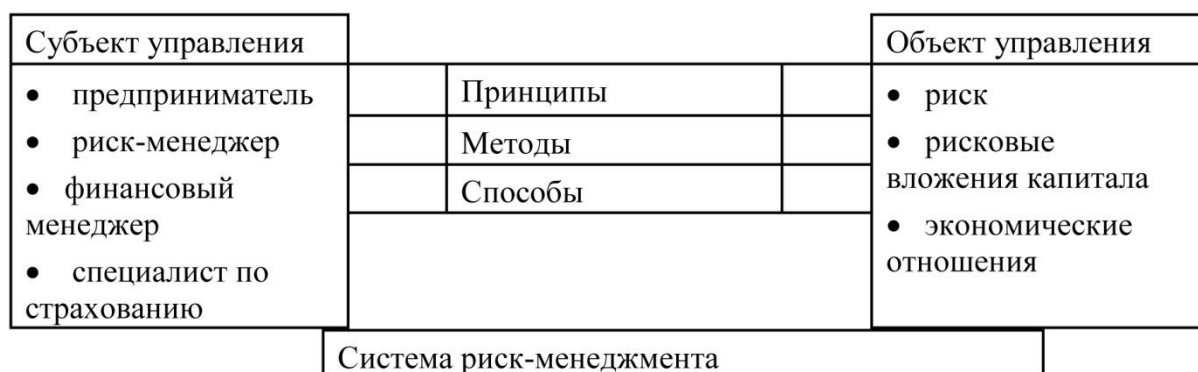 Субъект управления
• предприниматель
• риск-менеджер
• финансовый
менеджер
• специалист по
страхованию
Принципы
Методы
Способы
Объект управления
• риск
• рисковые
вложения капитала
• экономические
отношения
Система риск-менеджмента